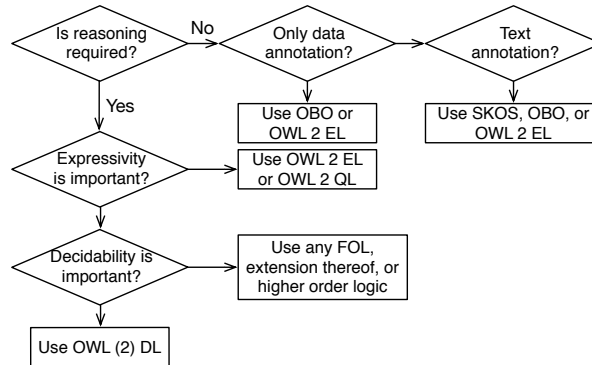 Is reasoning
required?
No
Only data
annotation?
Text
annotation?
Yes
Use OBO or
OWL 2 EL
Use SKOS, OBO, or
OWL 2 EL
Expressivity
is important?
Use OWL 2 EL
or OWL 2 QL
Decidability is
important?
Use any FOL,
extension thereof, or
higher order logic
Use OWL (2) DL